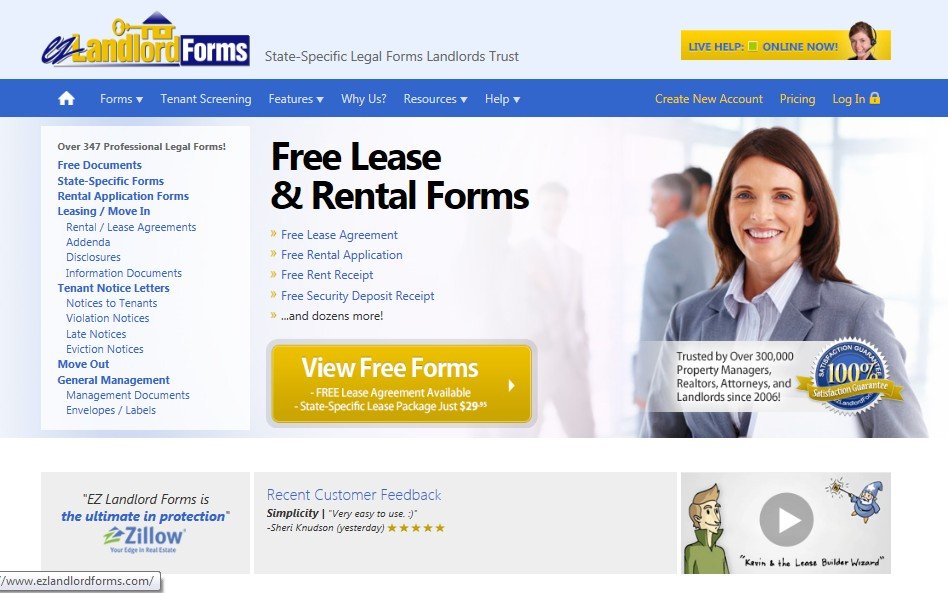 EZ Landlord Forms
State-Specific Legal Forms Landlords Trust
LIVE HELP: ONLINE NOW!
Forms ▾ Tenant Screening Features ▾ Why Us? Resources ▾ Help ▾ Create New Account Pricing Log In
Over 347 Professional Legal Forms!
Free Documents
State-Specific Forms
Rental Application Forms
Leasing / Move In
Rental / Lease Agreements
Addenda
Disclosures
Information Documents
Tenant Notice Letters
Notices to Tenants
Violation Notices
Late Notices
Eviction Notices
Move Out
General Management
Management Documents
Envelopes / Labels
Free Lease
& Rental Forms
» Free Lease Agreement
» Free Rental Application
» Free Rent Receipt
» Free Security Deposit Receipt
» ...and dozens more!
View Free Forms
- FREE Lease Agreement Available
- State-Specific Lease Package Just $29.95
Trusted by Over 300,000
Property Managers,
Realtors, Attorneys, and
Landlords since 2006!
SATISFACTION GUARANTEE
100%
Satisfaction Guarantee
"EZ Landlord Forms is
the ultimate in protection"
Zillow
Your Edge in Real Estate
Recent Customer Feedback
Simplicity | "Very easy to use. :)"
-Sheri Knudson (yesterday) ★★★★★
"Kevin & the Lease Builder Wizard"
//www.ezlandlordforms.com/